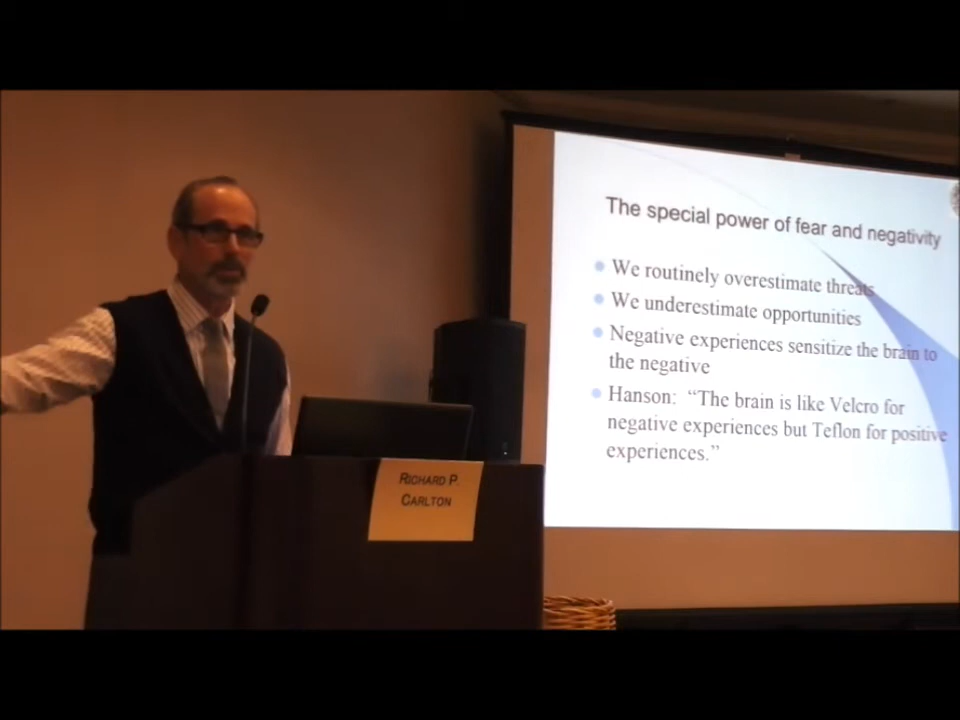 The special power of fear and negativity
We routinely overestimate threats
We underestimate opportunities
Negative experiences sensitize the brain to
the negative
Hanson: “The brain is like Velcro for
negative experiences but Teflon for positive
experiences.”
RICHARD P.
CARLTON